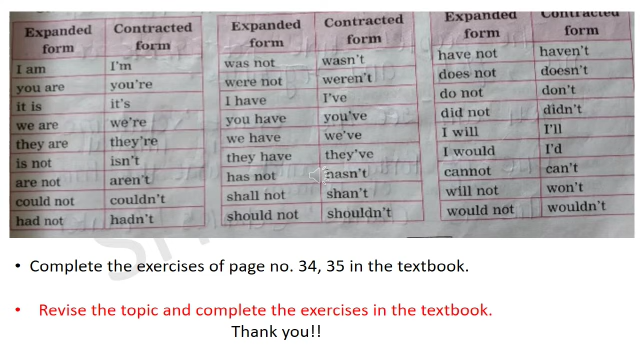 Expanded form Contracted form
I am I'm
you are you're
it is it's
we are we're
they are they're
is not isn't
are not aren't
could not couldn't
had not hadn't
Expanded form Contracted form
was not wasn't
were not weren't
I have I've
you have you've
we have we've
they have they've
has not hasn't
shall not shan't
should not shouldn't
Expanded form Contracted form
have not haven't
does not doesn't
do not don't
did not didn't
I will I'll
I would I'd
cannot can't
will not won't
would not wouldn't
• Complete the exercises of page no. 34, 35 in the textbook.
• Revise the topic and complete the exercises in the textbook.
Thank you!!